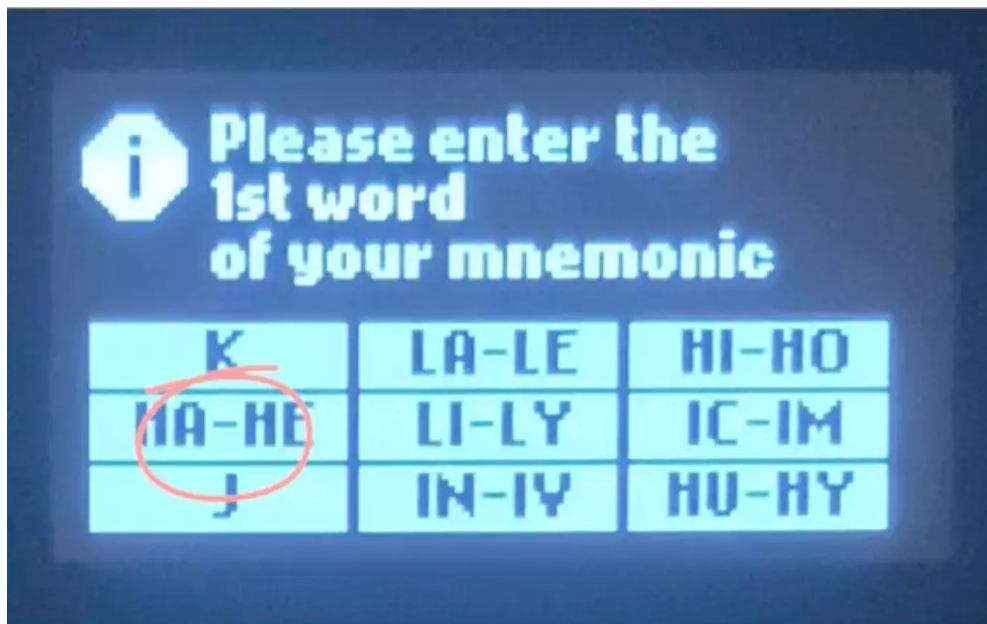 i Please enter the
1st word
of your mnemonic
K LA-LE HI-HO
HA-HE LI-LY IC-IM
J IN-IV HU-HY